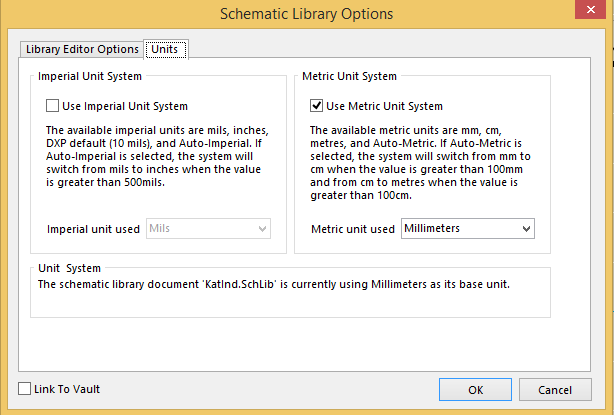 Schematic Library Options
Library Editor Options
Units
Imperial Unit System
Use Imperial Unit System
The available imperial units are mils, inches,
DXP default (10 mils), and Auto-Imperial. If
Auto-Imperial is selected, the system will
switch from mils to inches when the value
is greater than 500mils.
Imperial unit used
Mils
Metric Unit System
Use Metric Unit System
The available metric units are mm, cm,
metres, and Auto-Metric. If Auto-Metric is
selected, the system will switch from mm to
cm when the value is greater than 100mm
and from cm to metres when the value is
greater than 100cm.
Metric unit used
Millimeters
Unit System
The schematic library document 'KatInd.SchLib' is currently using Millimeters as its base unit.
Link To Vault
OK
Cancel